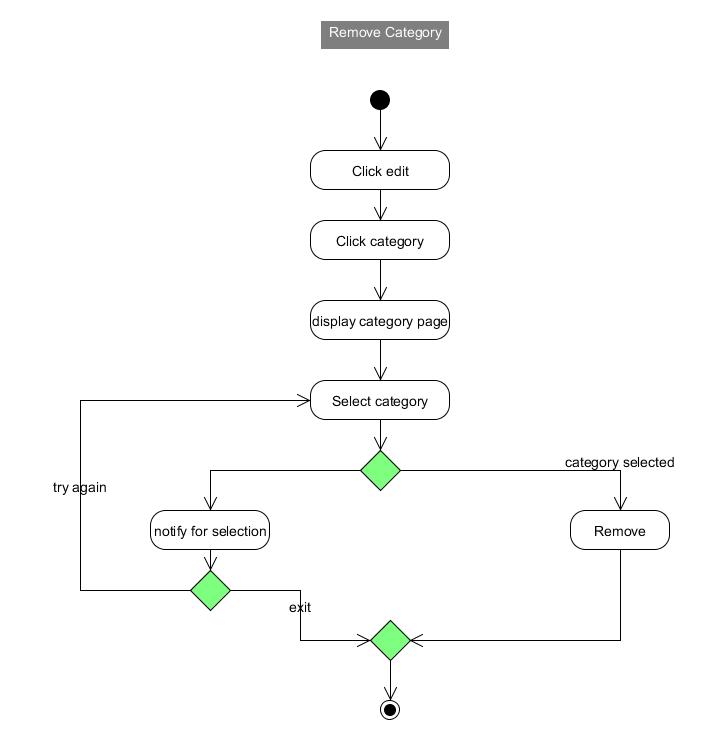 Remove Category
Click edit
Click category
display category page
Select category
category selected
try again
notify for selection
Remove
exit